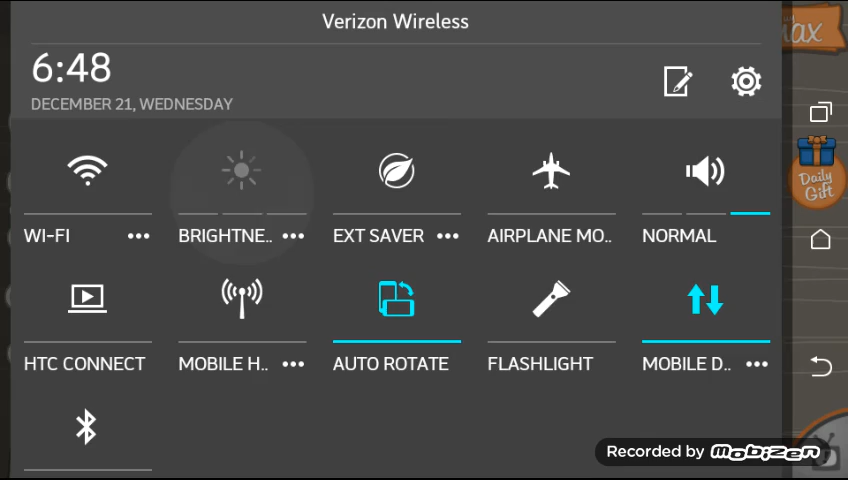 Verizon Wireless
6:48
DECEMBER 21, WEDNESDAY
max
Daily
Gift
WI-FI
BRIGHTNE..
EXT SAVER
AIRPLANE MO..
NORMAL
HTC CONNECT
MOBILE H..
AUTO ROTATE
FLASHLIGHT
MOBILE D..
Recorded by Mobizen